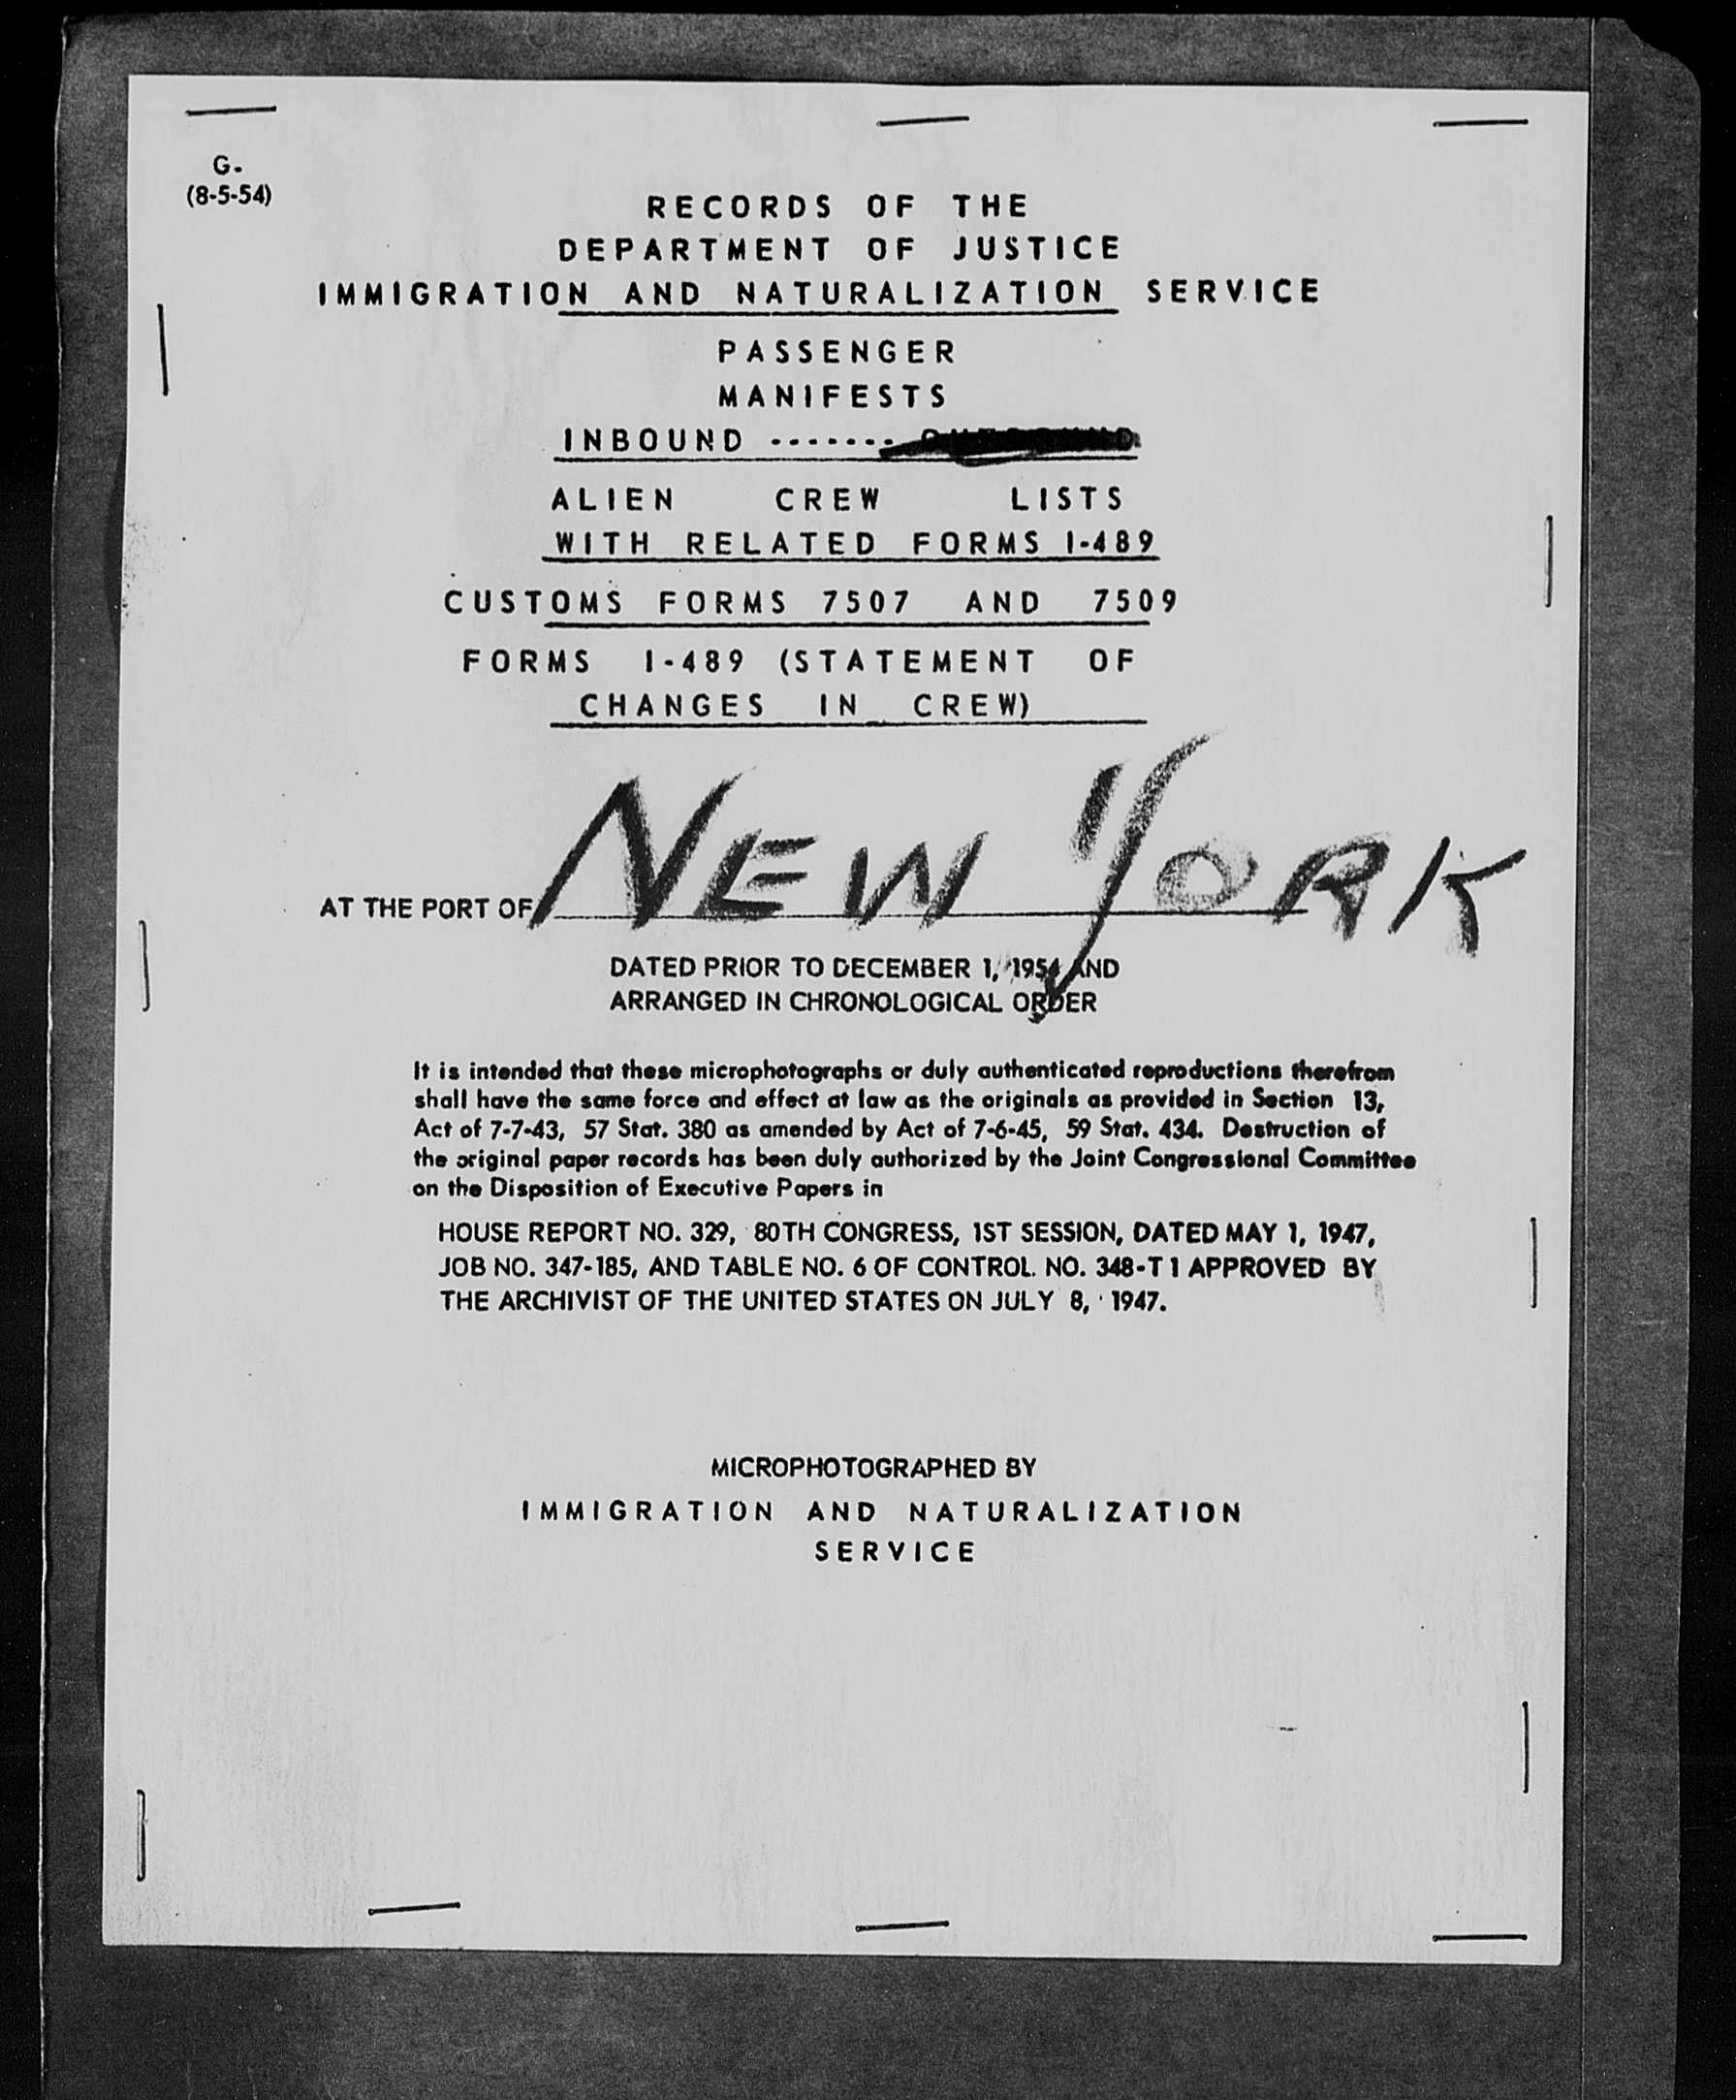 G-
(8-5-54)
RECORDS OF THE
DEPARTMENT OF JUSTICE
IMMIGRATION AND NATURALIZATION SERVICE
PASSENGER
MANIFESTS
INBOUND -------
ALIEN CREW LISTS
WITH RELATED FORMS I-489
CUSTOMS FORMS 7507 AND 7509
FORMS I-489 (STATEMENT OF
CHANGES IN CREW)
AT THE PORT OF NEW YORK
DATED PRIOR TO DECEMBER 1, 1954 AND
ARRANGED IN CHRONOLOGICAL ORDER
It is intended that these microphotographs or duly authenticated reproductions therefrom
shall have the same force and effect at law as the originals as provided in Section 13,
Act of 7-7-43, 57 Stat. 380 as amended by Act of 7-6-45, 59 Stat. 434. Destruction of
the original paper records has been duly authorized by the Joint Congressional Committee
on the Disposition of Executive Papers in
HOUSE REPORT NO. 329, 80TH CONGRESS, 1ST SESSION, DATED MAY 1, 1947,
JOB NO. 347-185, AND TABLE NO. 6 OF CONTROL NO. 348-T1 APPROVED BY
THE ARCHIVIST OF THE UNITED STATES ON JULY 8, 1947.
MICROPHOTOGRAPHED BY
IMMIGRATION AND NATURALIZATION
SERVICE